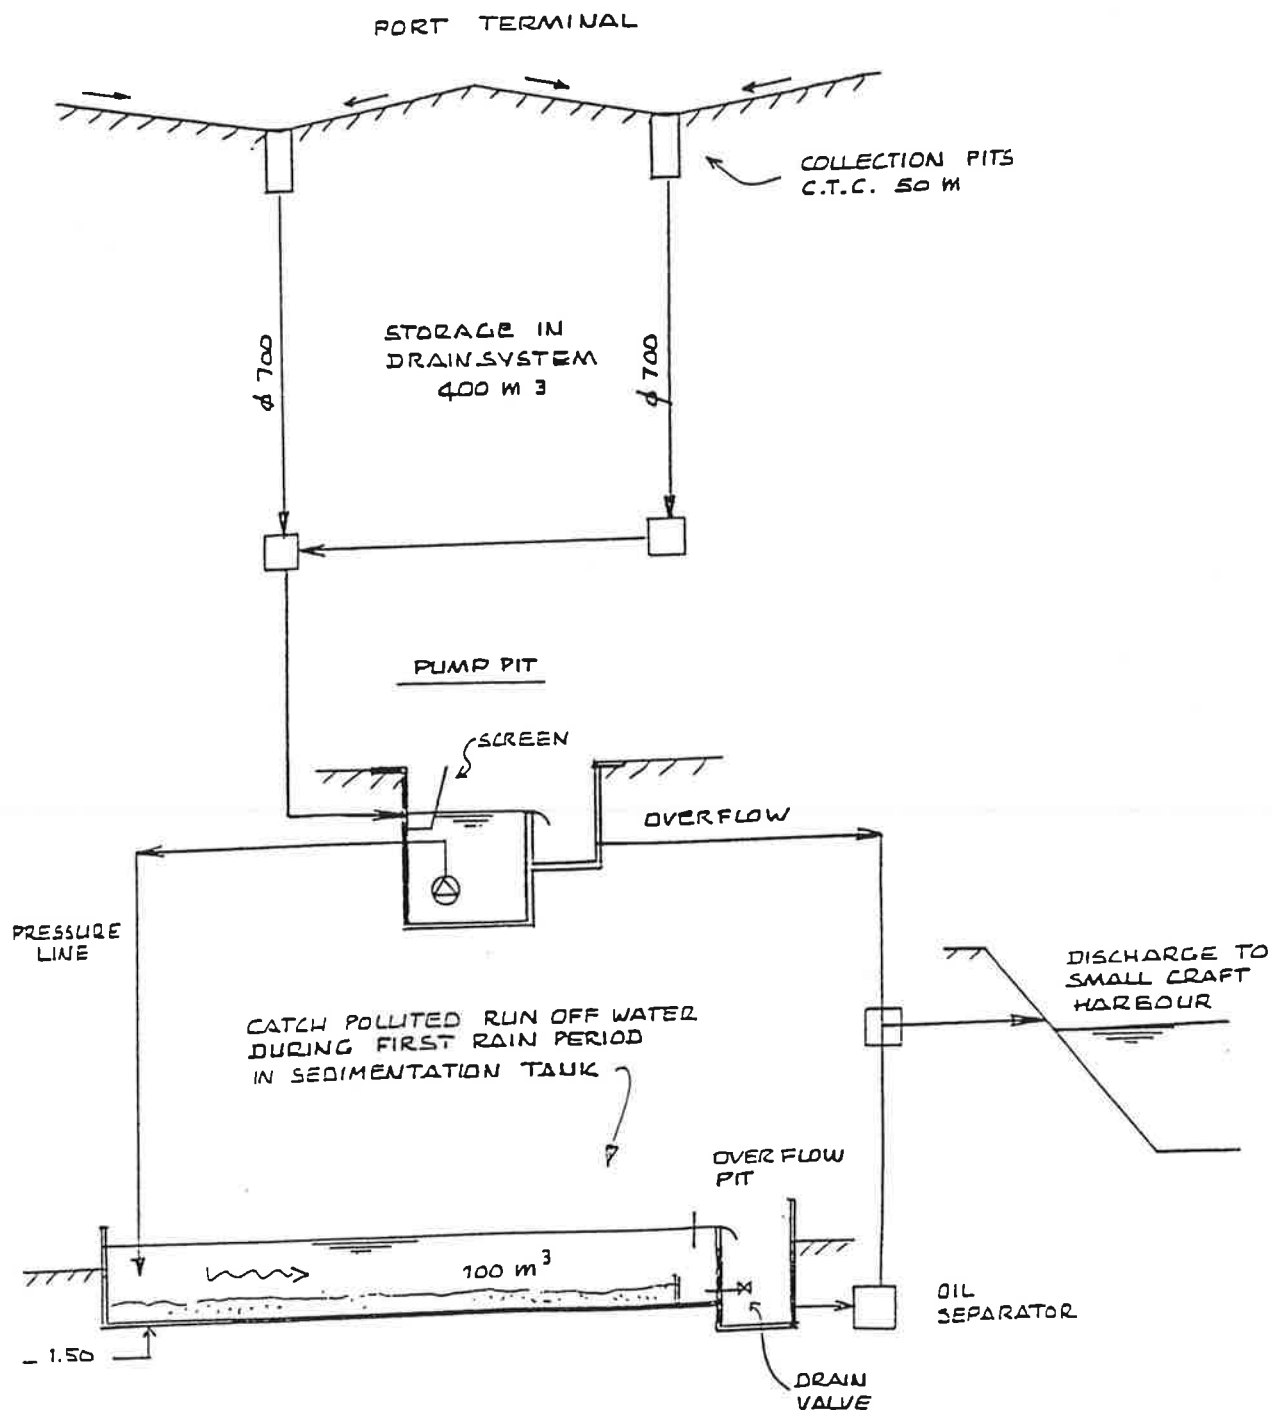 PORT TERMINAL
COLLECTION PITS
C.T.C. 50 m
ϕ 700
STORAGE IN
DRAINSYSTEM
400 m 3
ϕ 700
PUMP PIT
SCREEN
OVERFLOW
PRESSURE
LINE
DISCHARGE TO
SMALL CRAFT
HARBOUR
CATCH POLLUTED RUN OFF WATER
DURING FIRST RAIN PERIOD
IN SEDIMENTATION TANK
OVERFLOW
PIT
100 m³
OIL
SEPARATOR
- 1.50
DRAIN
VALVE